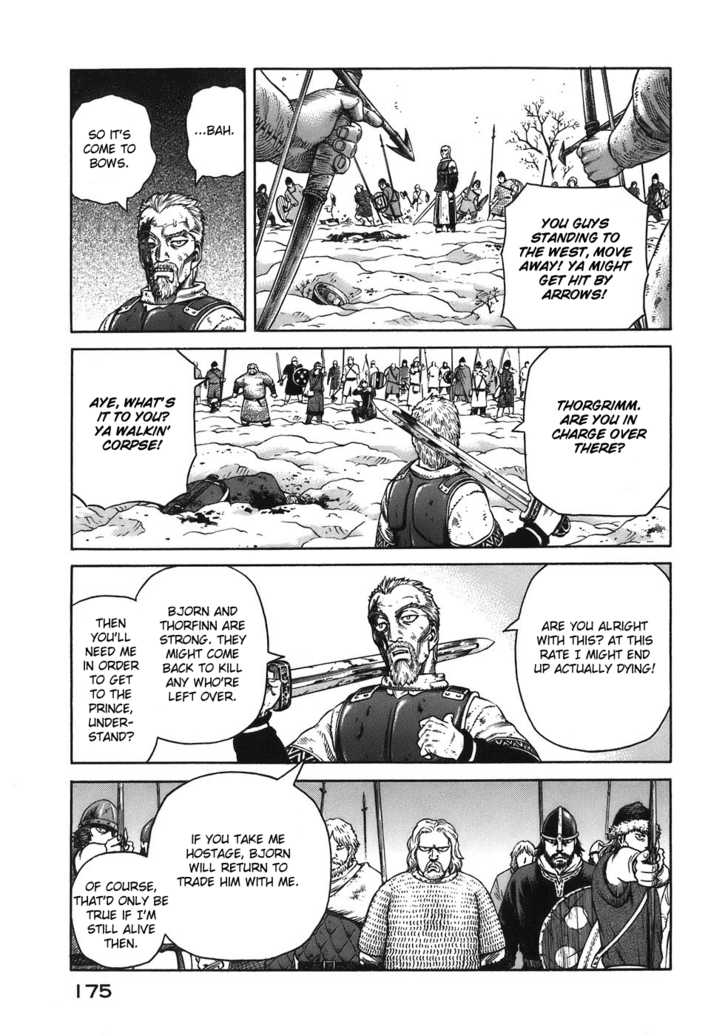 YOU GUYS
STANDING TO
THE WEST, MOVE
AWAY! YA MIGHT
GET HIT BY
ARROWS!
...BAH.
SO IT'S
COME TO
BOWS.
THORGRIMM.
ARE YOU IN
CHARGE OVER
THERE?
AYE, WHAT'S
IT TO YOU?
YA WALKIN'
CORPSE!
ARE YOU ALRIGHT
WITH THIS? AT THIS
RATE I MIGHT END
UP ACTUALLY DYING!
BJORN AND
THORFINN ARE
STRONG. THEY
MIGHT COME
BACK TO KILL
ANY WHO'RE
LEFT OVER.
THEN
YOU'LL
NEED ME
IN ORDER
TO GET
TO THE
PRINCE,
UNDER-
STAND?
IF YOU TAKE ME
HOSTAGE, BJORN
WILL RETURN TO
TRADE HIM WITH ME.
OF COURSE,
THAT'D ONLY BE
TRUE IF I'M
STILL ALIVE
THEN.
175